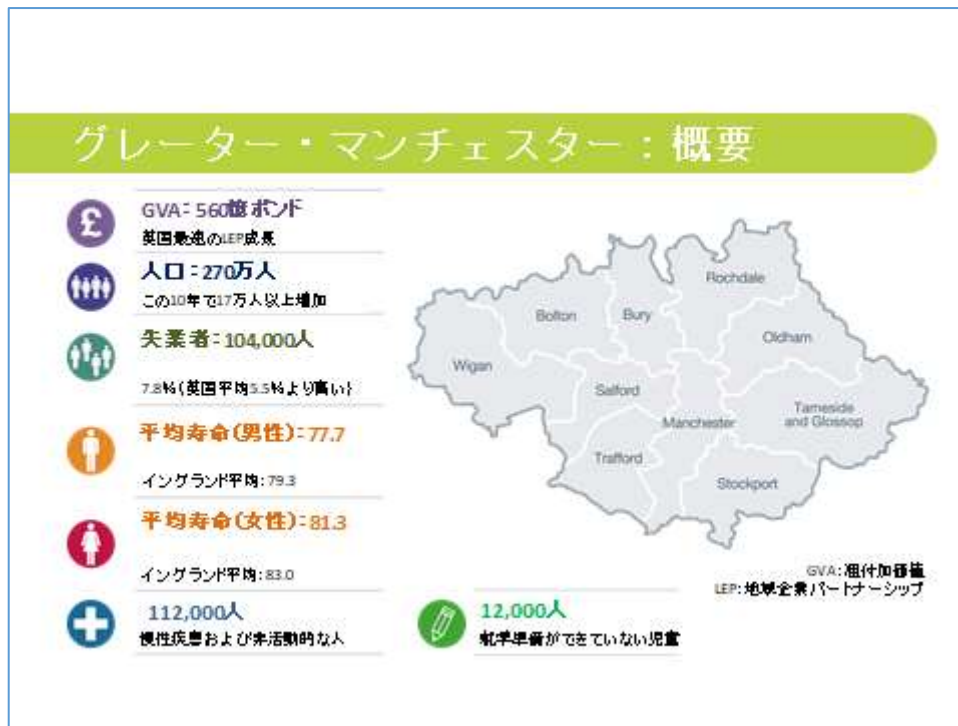 グレーター・マンチェスター：概要
GVA：560億ポンド
英国最速のLEP成長
人口：270万人
この10年で17万人以上増加
失業者：104,000人
7.8%(英国平均5.5%より高い)
平均寿命(男性)：77.7
イングランド平均：79.3
平均寿命(女性)：81.3
イングランド平均：83.0
112,000人
慢性疾患および非活動的な人
Rochdale
Bolton
Bury
Oldham
Wigan
Salford
Manchester
Tameside
and Glossop
Trafford
Stockport
GVA：粗付加価値
LEP：地域企業パートナーシップ
12,000人
就学準備ができていない児童